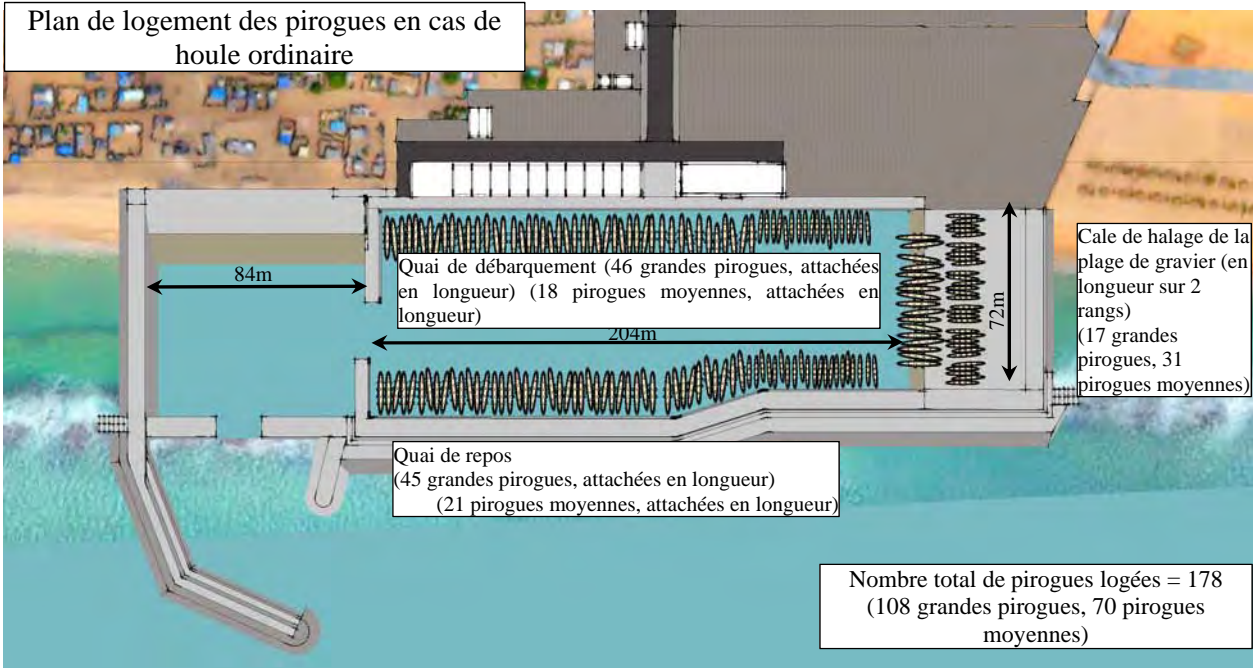 Plan de logement des pirogues en cas de
houle ordinaire
84m
Quai de débarquement (46 grandes pirogues, attachées
en longueur) (18 pirogues moyennes, attachées en
longueur)
204m
72m
Cale de halage de la
plage de gravier (en
longueur sur 2
rangs)
(17 grandes
pirogues, 31
pirogues moyennes)
Quai de repos
(45 grandes pirogues, attachées en longueur)
(21 pirogues moyennes, attachées en longueur)
Nombre total de pirogues logées = 178
(108 grandes pirogues, 70 pirogues
moyennes)